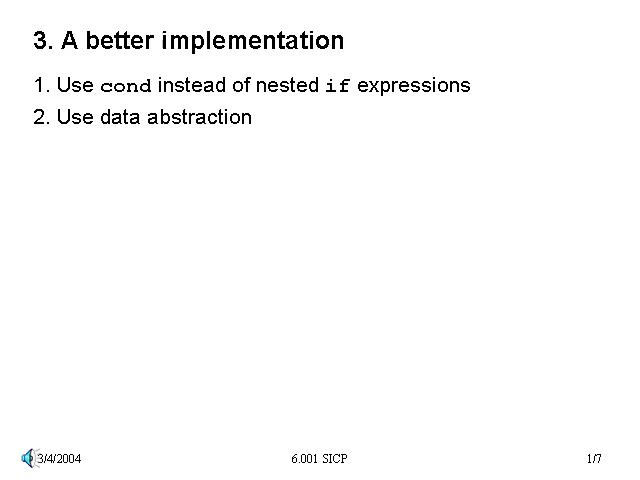 3. A better implementation
1. Use cond instead of nested if expressions
2. Use data abstraction
3/4/2004 6.001 SICP 1/7